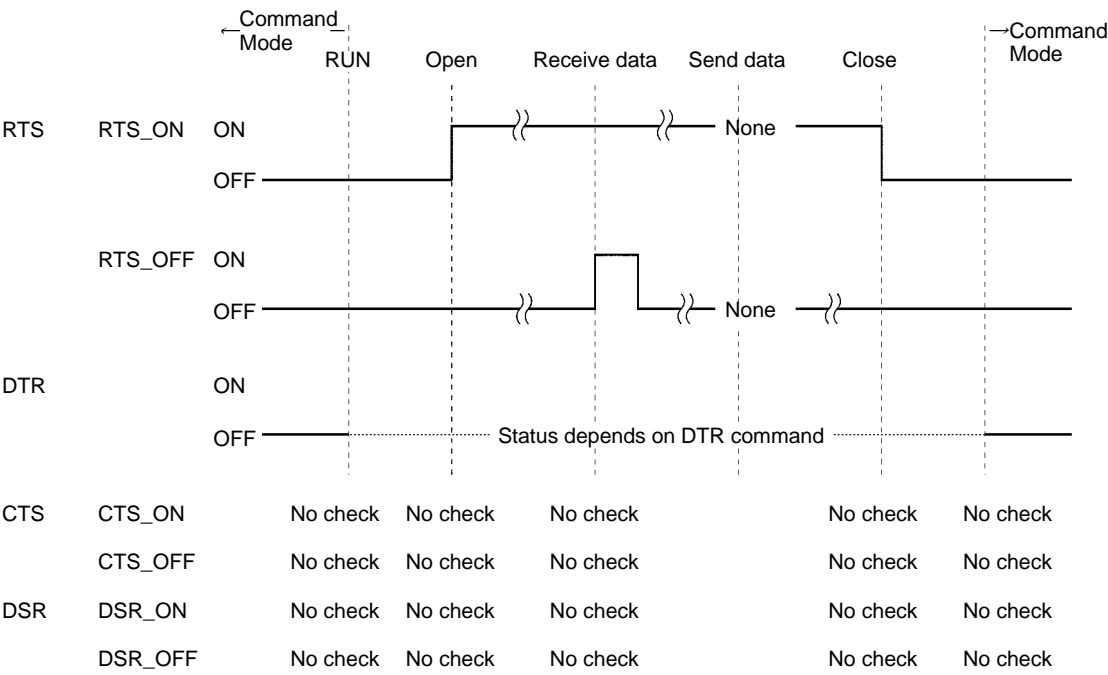 ←Command
Mode
→Command
Mode
RUN Open Receive data Send data Close
RTS RTS_ON ON
None
OFF
RTS_OFF ON
OFF
None
DTR ON
OFF
Status depends on DTR command
CTS CTS_ON No check No check No check No check No check
CTS_OFF No check No check No check No check No check
DSR DSR_ON No check No check No check No check No check
DSR_OFF No check No check No check No check No check